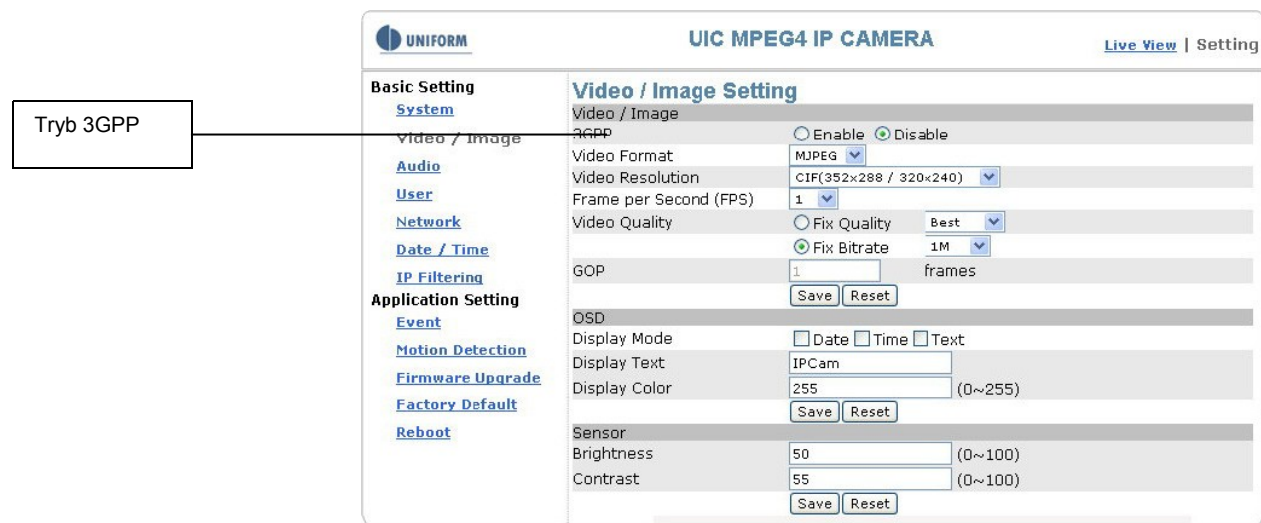 UNIFORM
UIC MPEG4 IP CAMERA
Live View | Setting
Tryb 3GPP
Basic Setting
System
Video / Image
Audio
User
Network
Date / Time
IP Filtering
Application Setting
Event
Motion Detection
Firmware Upgrade
Factory Default
Reboot
Video / Image Setting
Video / Image
3GPP Enable Disable
Video Format MJPEG
Video Resolution CIF(352x288 / 320x240)
Frame per Second (FPS) 1
Video Quality Fix Quality Best
Fix Bitrate 1M
GOP 1 frames
Save Reset
OSD
Display Mode Date Time Text
Display Text IPCam
Display Color 255 (0~255)
Save Reset
Sensor
Brightness 50 (0~100)
Contrast 55 (0~100)
Save Reset